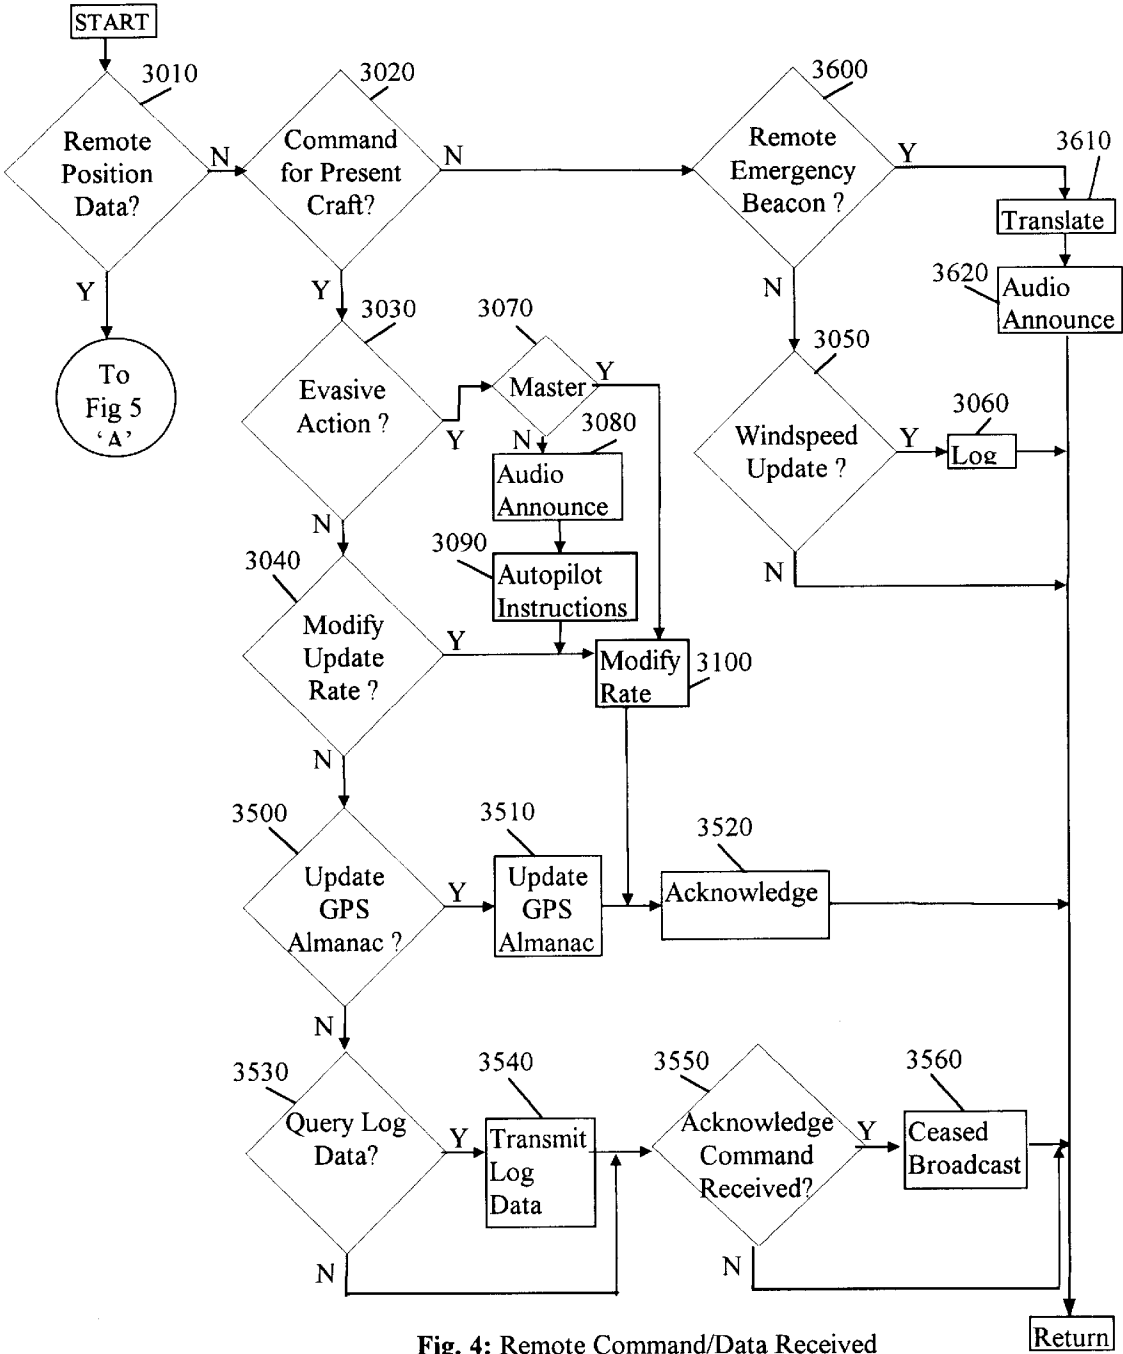 START
3010
Remote
Position
Data?
N
Y
To
Fig 5
‘A’
3020
Command
for Present
Craft?
N
Y
3600
Remote
Emergency
Beacon ?
Y
N
3610
Translate
3620
Audio
Announce
3030
Evasive
Action ?
Y
N
3070
Master
Y
N
3080
Audio
Announce
3090
Autopilot
Instructions
3050
Windspeed
Update ?
Y
N
3060
Log
3040
Modify
Update
Rate ?
Y
N
Modify
Rate
3100
3500
Update
GPS
Almanac ?
Y
N
3510
Update
GPS
Almanac
3520
Acknowledge
3530
Query Log
Data?
Y
N
3540
Transmit
Log
Data
3550
Acknowledge
Command
Received?
Y
N
3560
Ceased
Broadcast
Return
Fig. 4: Remote Command/Data Received